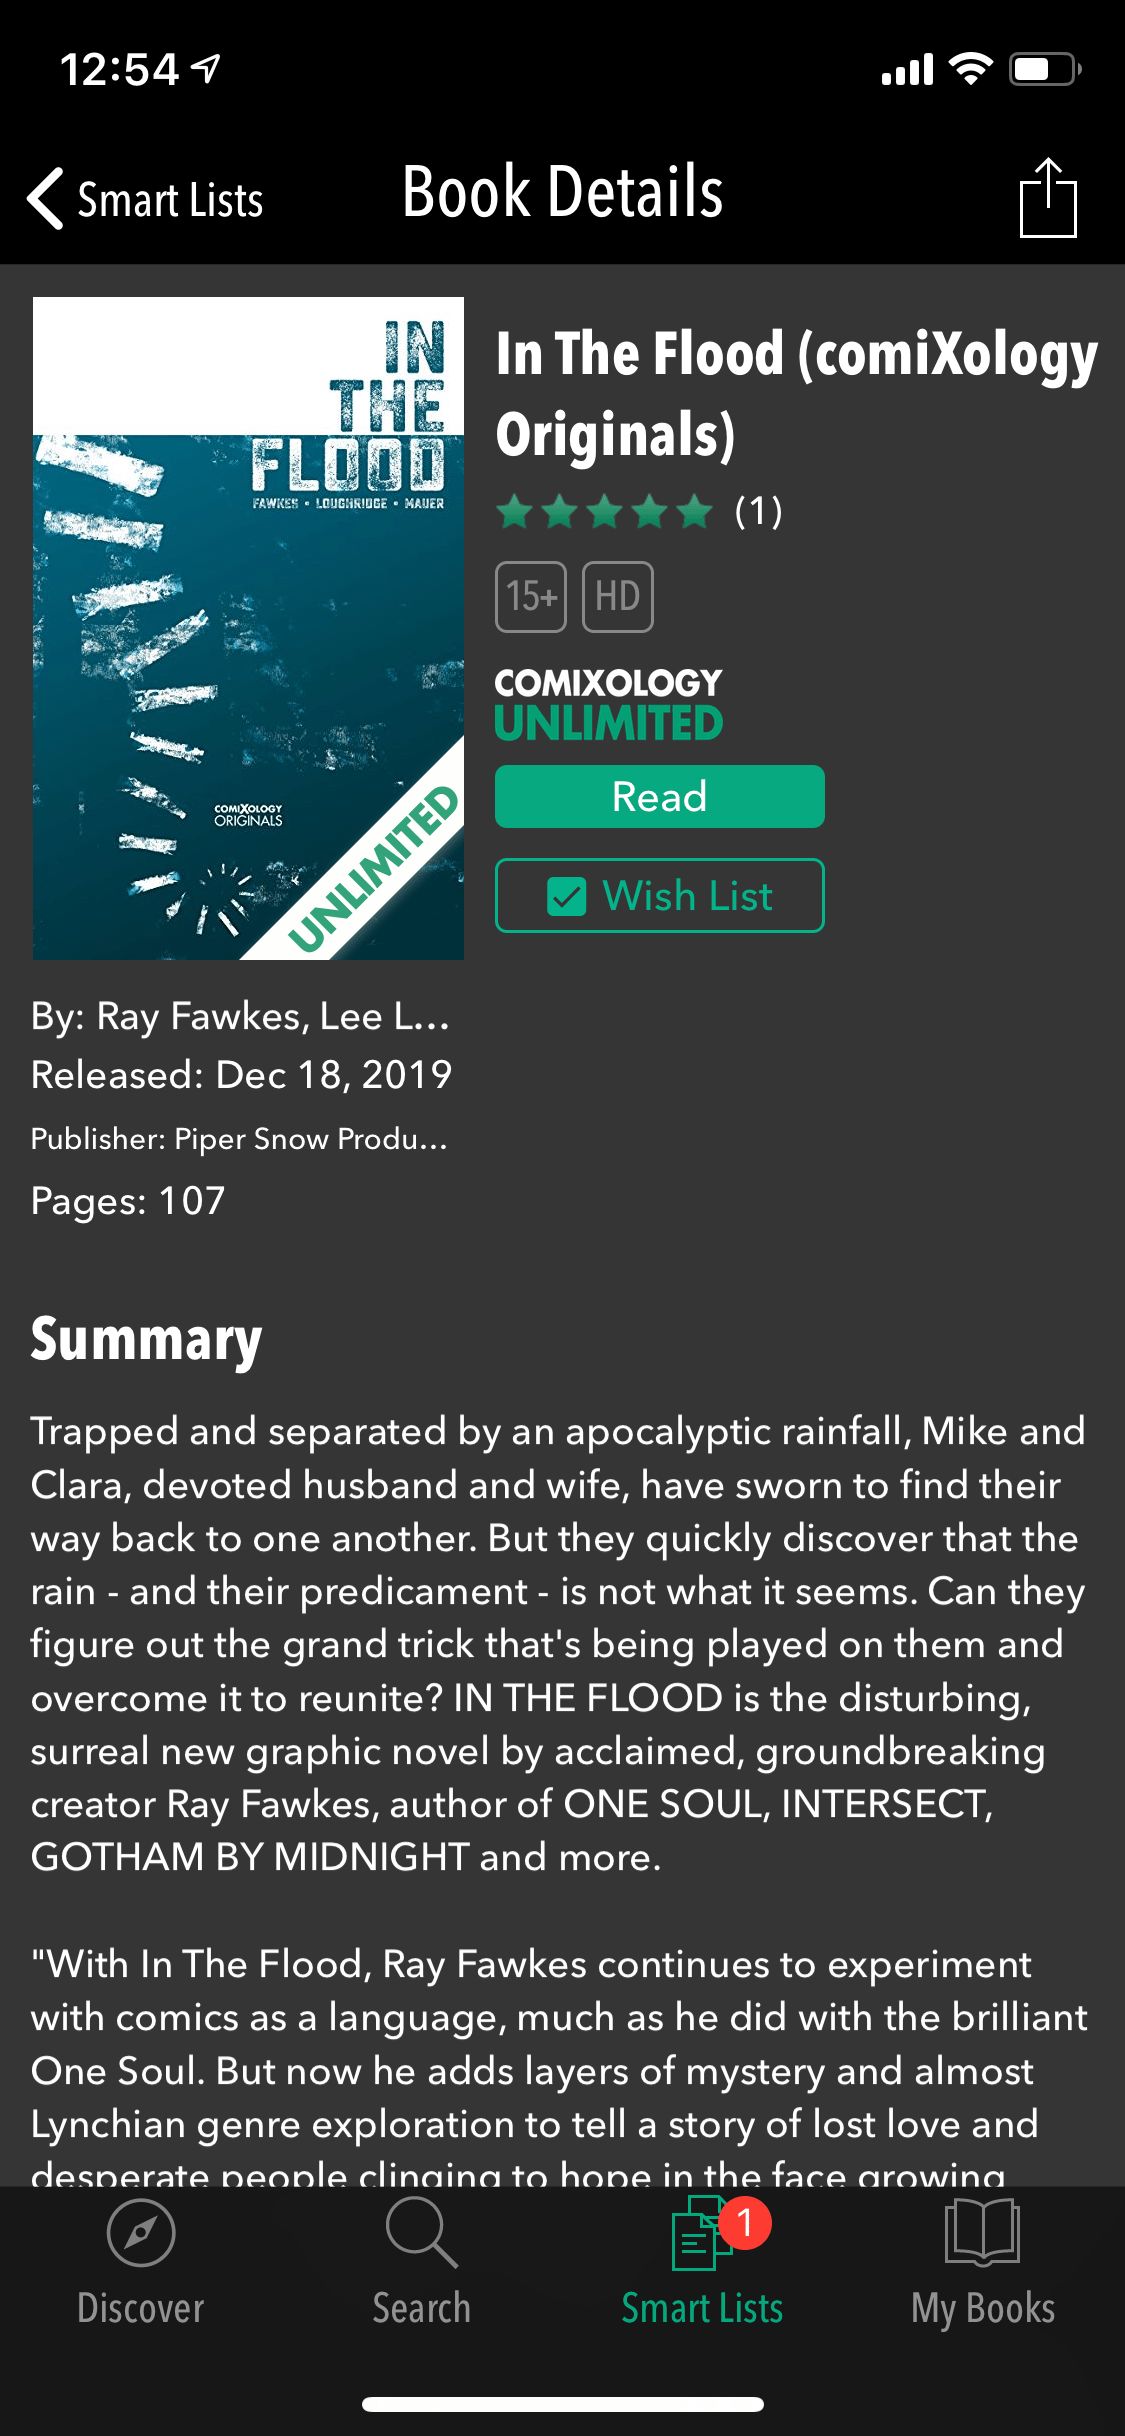 12:54
Smart Lists
Book Details
IN
THE
FLOOD
FAWKES • LOUGHRIDGE • MAUER
COMIXOLOGY
ORIGINALS
UNLIMITED
In The Flood (comiXology
Originals)
(1)
15+ HD
COMIXOLOGY
UNLIMITED
Read
Wish List
By: Ray Fawkes, Lee L...
Released: Dec 18, 2019
Publisher: Piper Snow Produ...
Pages: 107
Summary
Trapped and separated by an apocalyptic rainfall, Mike and
Clara, devoted husband and wife, have sworn to find their
way back to one another. But they quickly discover that the
rain - and their predicament - is not what it seems. Can they
figure out the grand trick that's being played on them and
overcome it to reunite? IN THE FLOOD is the disturbing,
surreal new graphic novel by acclaimed, groundbreaking
creator Ray Fawkes, author of ONE SOUL, INTERSECT,
GOTHAM BY MIDNIGHT and more.
"With In The Flood, Ray Fawkes continues to experiment
with comics as a language, much as he did with the brilliant
One Soul. But now he adds layers of mystery and almost
Lynchian genre exploration to tell a story of lost love and
desperate people clinging to hope in the face growing
1
Discover
Search
Smart Lists
My Books